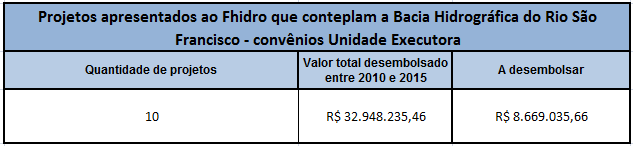 Projetos apresentados ao Fhidro que conteplam a Bacia Hidrográfica do Rio São
Francisco - convênios Unidade Executora
Quantidade de projetos
Valor total desembolsado
entre 2010 e 2015
A desembolsar
10
R$ 32.948.235,46
R$ 8.669.035,66